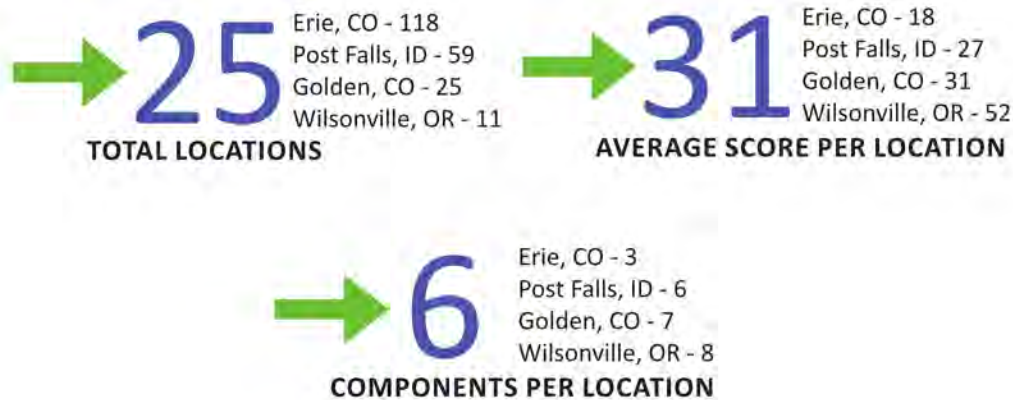 25
Erie, CO - 118
Post Falls, ID - 59
Golden, CO - 25
Wilsonville, OR - 11
TOTAL LOCATIONS
31
Erie, CO - 18
Post Falls, ID - 27
Golden, CO - 31
Wilsonville, OR - 52
AVERAGE SCORE PER LOCATION
6
Erie, CO - 3
Post Falls, ID - 6
Golden, CO - 7
Wilsonville, OR - 8
COMPONENTS PER LOCATION